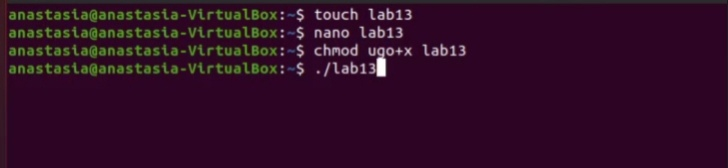 anastasia@anastasia-VirtualBox:~$ touch lab13
anastasia@anastasia-VirtualBox:~$ nano lab13
anastasia@anastasia-VirtualBox:~$ chmod ugo+x lab13
anastasia@anastasia-VirtualBox:~$ ./lab13